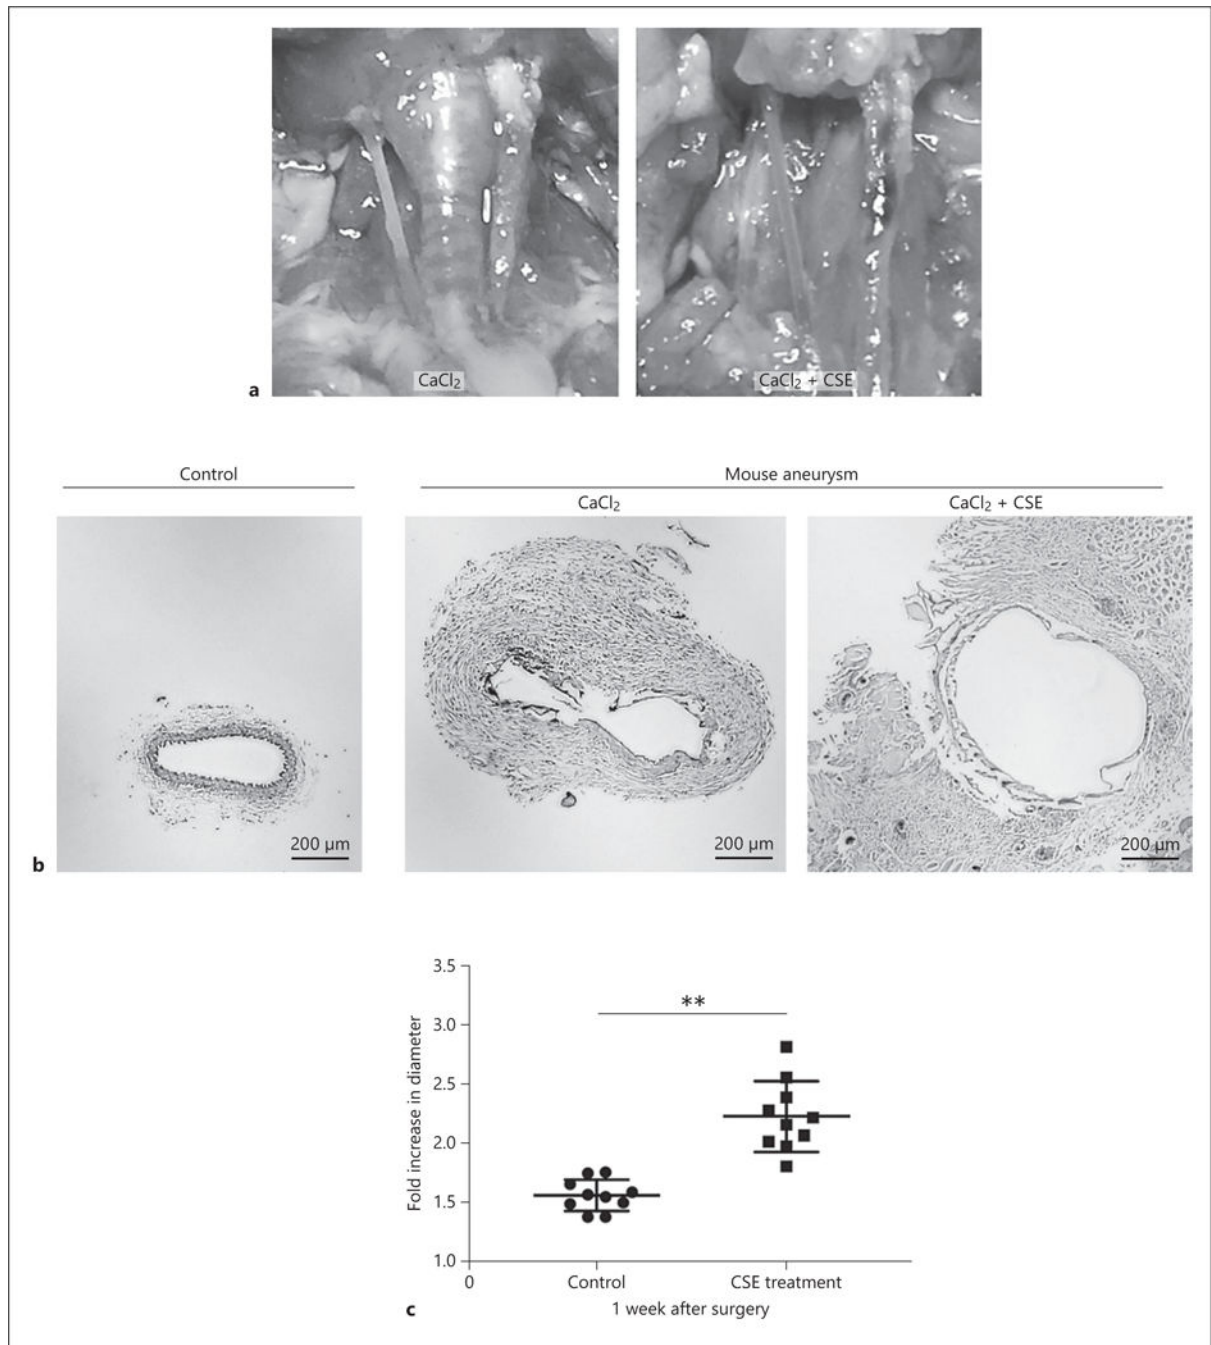 CaCl₂
CaCl₂ + CSE
a
Control
Mouse aneurysm
CaCl₂
CaCl₂ + CSE
200 µm
200 µm
200 µm
b
3.5
3.0
2.5
2.0
1.5
1.0
Fold increase in diameter
**
0
Control
CSE treatment
c
1 week after surgery